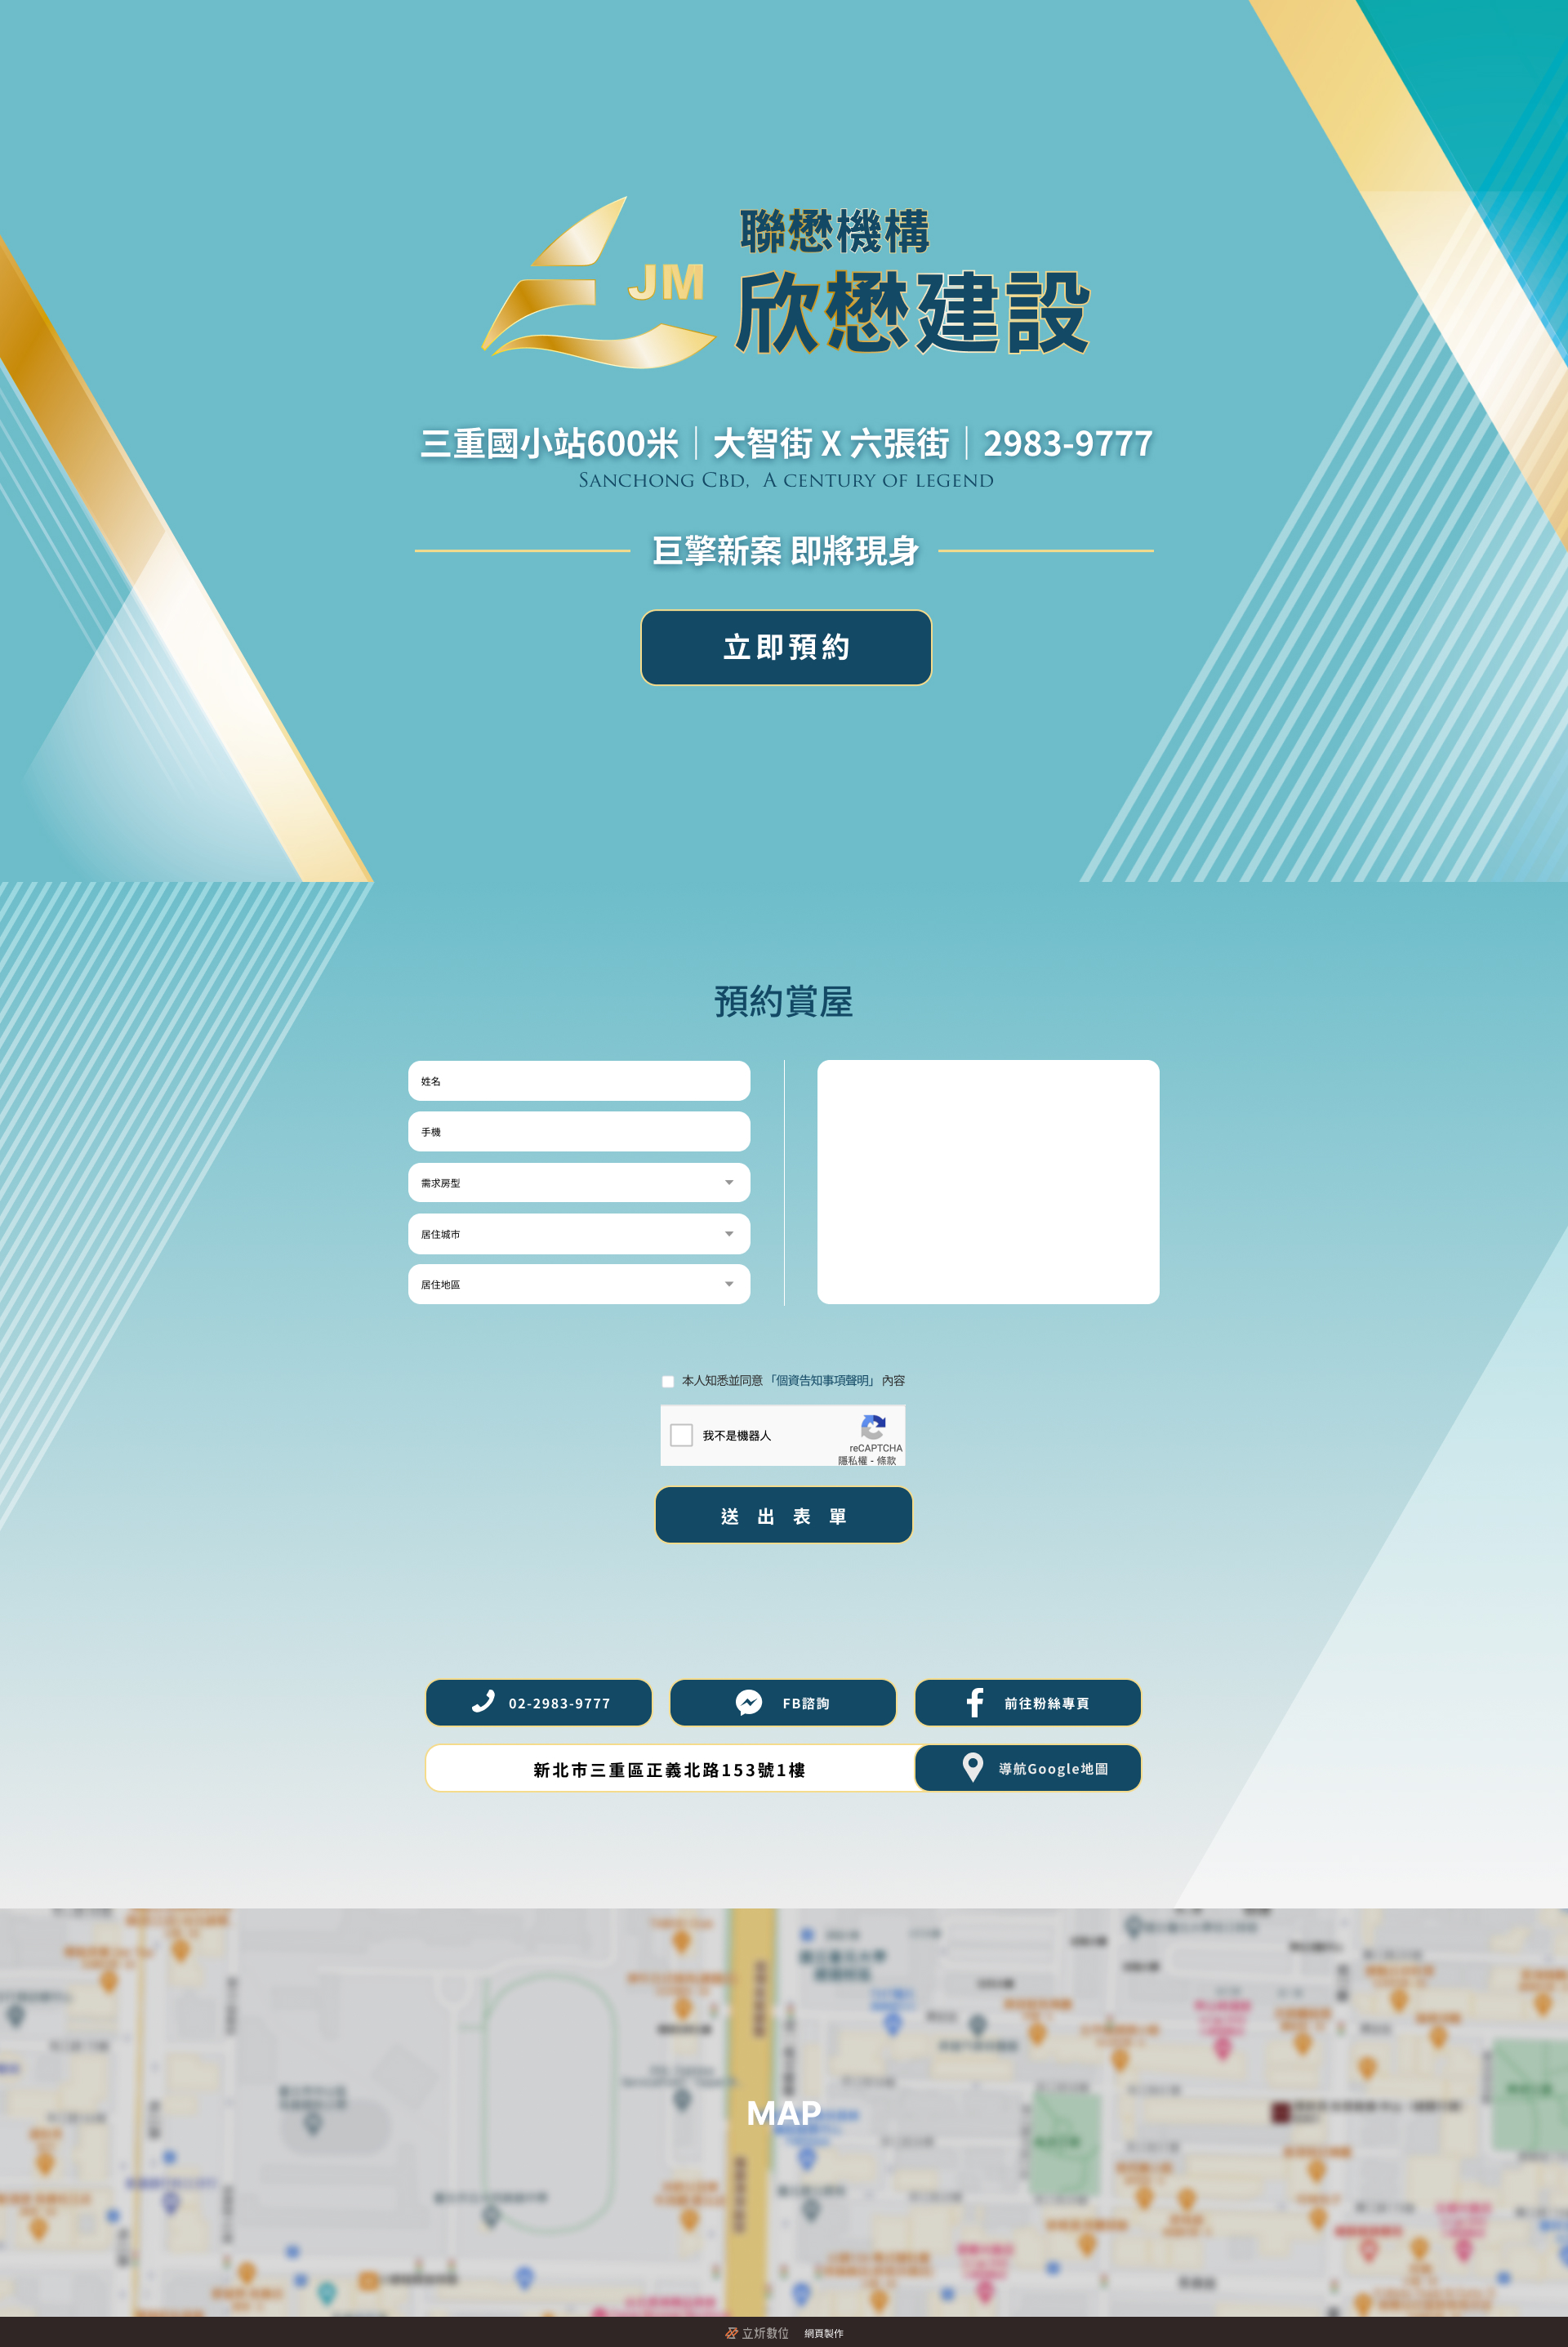 聯懋機構
JM
欣懋建設
三重國小站600米｜大智街 X 六張街｜2983-9777
SANCHONG CBD, A CENTURY OF LEGEND
巨擎新案 即將現身
立即預約
預約賞屋
姓名
手機
需求房型
居住城市
居住地區
本人知悉並同意「個資告知事項聲明」 內容
我不是機器人
reCAPTCHA
隱私權 - 條款
送出表單
02-2983-9777
FB諮詢
前往粉絲專頁
新北市三重區正義北路153號1樓
導航Google地圖
MAP
立圻數位 網頁製作